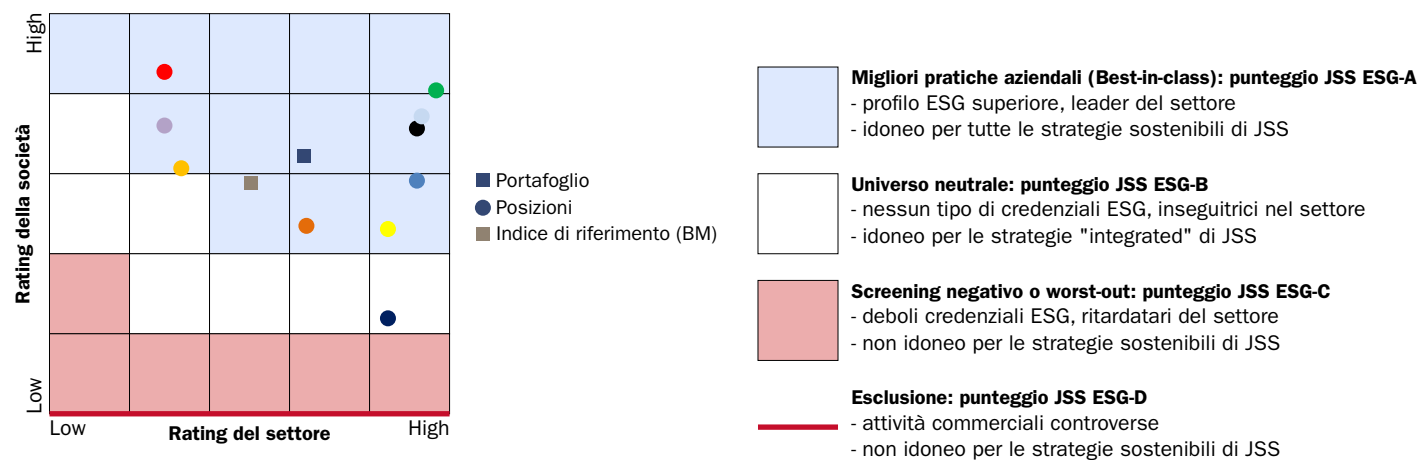 High
Rating della società
Low
Low
Rating del settore
High
Portafoglio
Posizioni
Indice di riferimento (BM)
Migliori pratiche aziendali (Best-in-class): punteggio JSS ESG-A
- profilo ESG superiore, leader del settore
- idoneo per tutte le strategie sostenibili di JSS
Universo neutrale: punteggio JSS ESG-B
- nessun tipo di credenziali ESG, inseguitrici nel settore
- idoneo per le strategie "integrated" di JSS
Screening negativo o worst-out: punteggio JSS ESG-C
- deboli credenziali ESG, ritardatari del settore
- non idoneo per le strategie sostenibili di JSS
Esclusione: punteggio JSS ESG-D
- attività commerciali controverse
- non idoneo per le strategie sostenibili di JSS